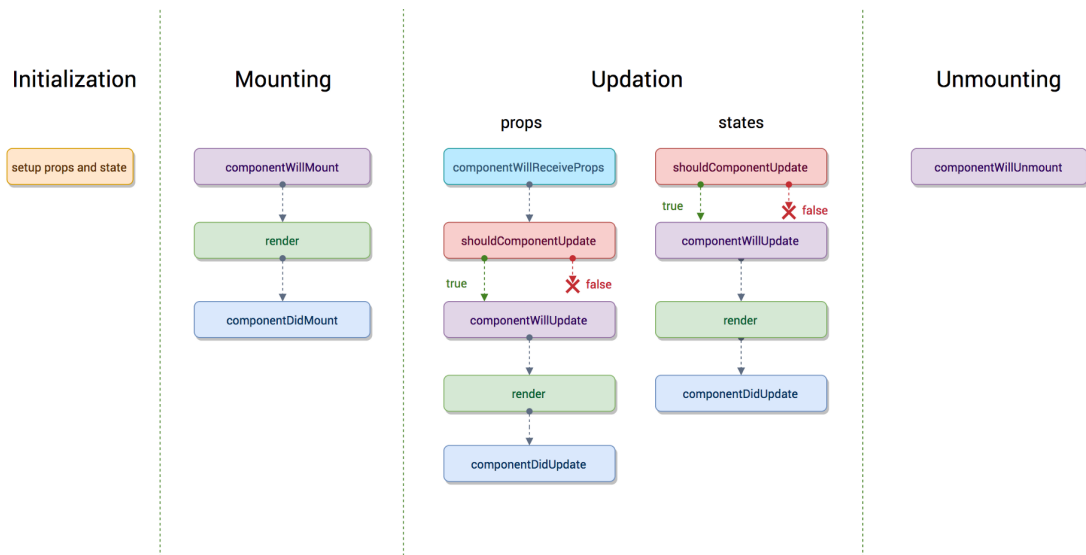 Initialization
setup props and state
Mounting
componentWillMount
render
componentDidMount
Updation
props
componentWillReceiveProps
shouldComponentUpdate
true
false
componentWillUpdate
render
componentDidUpdate
states
shouldComponentUpdate
true
false
componentWillUpdate
render
componentDidUpdate
Unmounting
componentWillUnmount